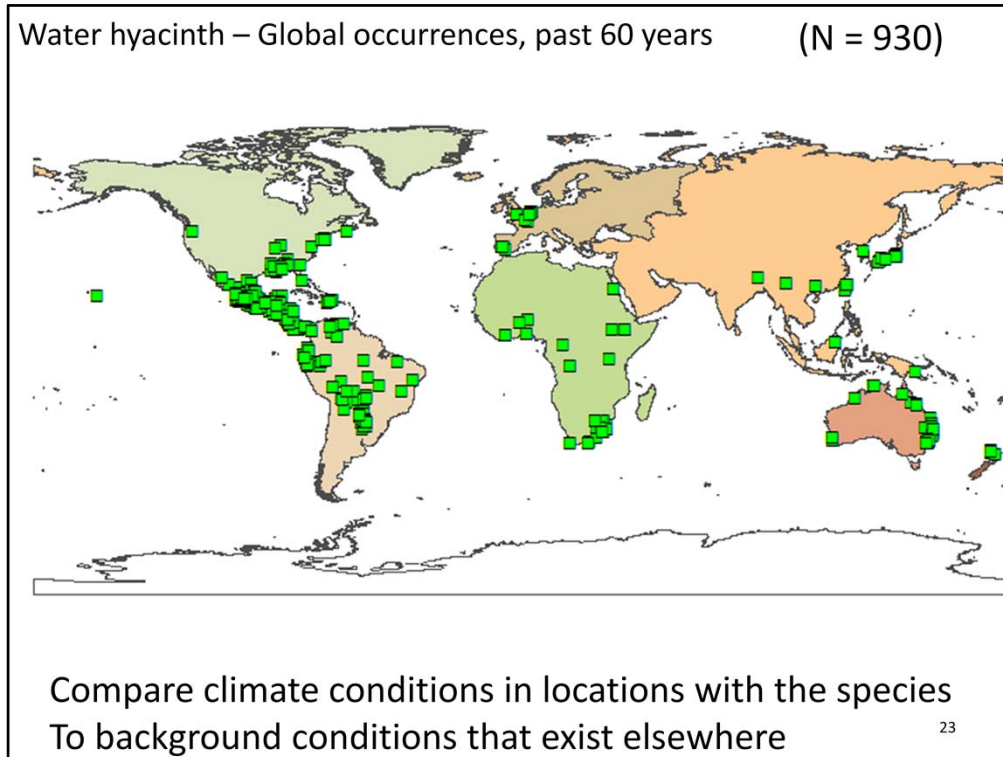 Water hyacinth – Global occurrences, past 60 years (N = 930)
Compare climate conditions in locations with the species
To background conditions that exist elsewhere
23